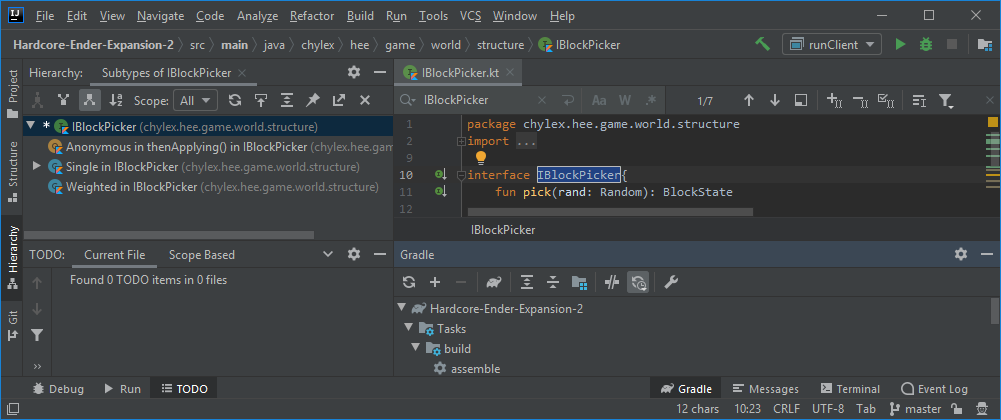 File Edit View Navigate Code Analyze Refactor Build Run Tools VCS Window Help
Hardcore-Ender-Expansion-2 src main java chylex hee game world structure IBlockPicker runClient
Project
Structure
Hierarchy
Git
Hierarchy: Subtypes of IBlockPicker
Scope: All
* IBlockPicker (chylex.hee.game.world.structure)
Anonymous in thenApplying() in IBlockPicker (chylex.hee.game
Single in IBlockPicker (chylex.hee.game.world.structure)
Weighted in IBlockPicker (chylex.hee.game.world.structure)
IBlockPicker.kt
IBlockPicker Aa W .* 1/7
1 package chylex.hee.game.world.structure
2 import ...
9
10 interface IBlockPicker{
11 fun pick(rand: Random): BlockState
12
IBlockPicker
TODO: Current File Scope Based
Found 0 TODO items in 0 files
Gradle
Hardcore-Ender-Expansion-2
Tasks
build
assemble
Debug Run TODO Gradle Messages Terminal Event Log
12 chars 10:23 CRLF UTF-8 Tab master